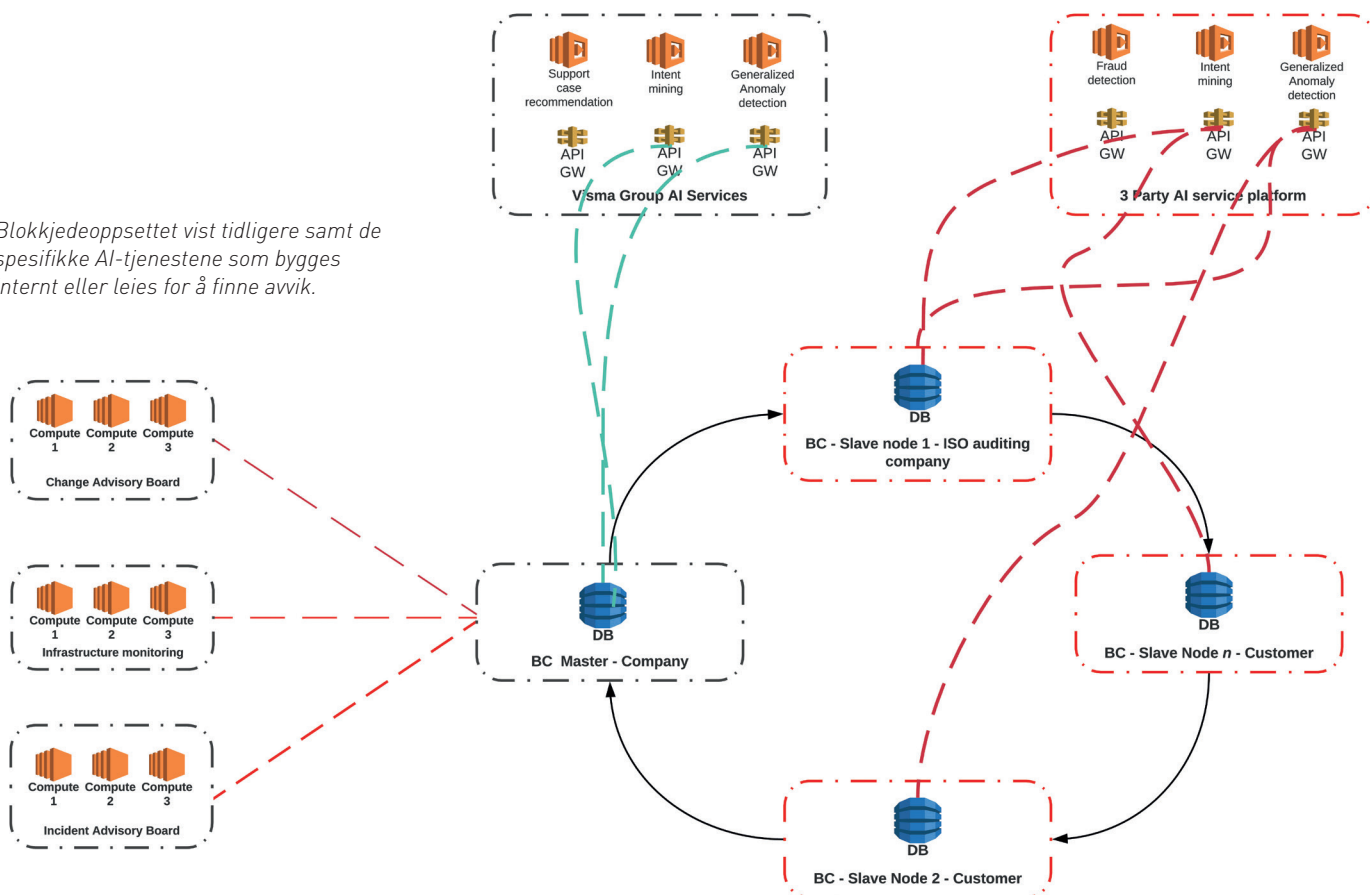 Support
case
recommendation
Intent
mining
Generalized
Anomaly
detection
API
GW
API
GW
API
GW
Visma Group AI Services
Fraud
detection
Intent
mining
Generalized
Anomaly
detection
API
GW
API
GW
API
GW
3 Party AI service platform
Blokkjedeoppsettet vist tidligere samt de
spesifikke AI-tjenestene som bygges
internt eller leies for å finne avvik.
Compute
1
Compute
2
Compute
3
Change Advisory Board
DB
BC - Slave node 1 - ISO auditing
company
Compute
1
Compute
2
Compute
3
Infrastructure monitoring
DB
BC Master - Company
DB
BC - Slave Node n - Customer
Compute
1
Compute
2
Compute
3
Incident Advisory Board
DB
BC - Slave Node 2 - Customer